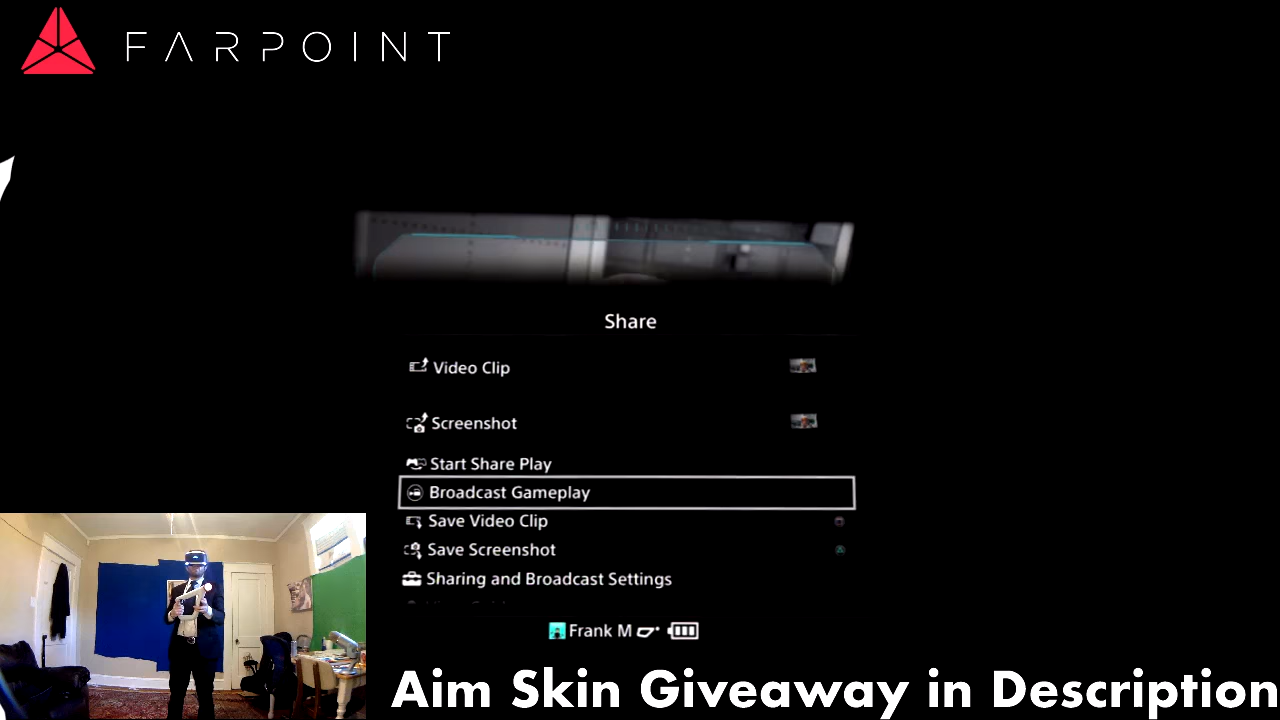 FARPOINT
Share
Video Clip
Screenshot
Start Share Play
Broadcast Gameplay
Save Video Clip
Save Screenshot
Sharing and Broadcast Settings
Frank M
Aim Skin Giveaway in Description